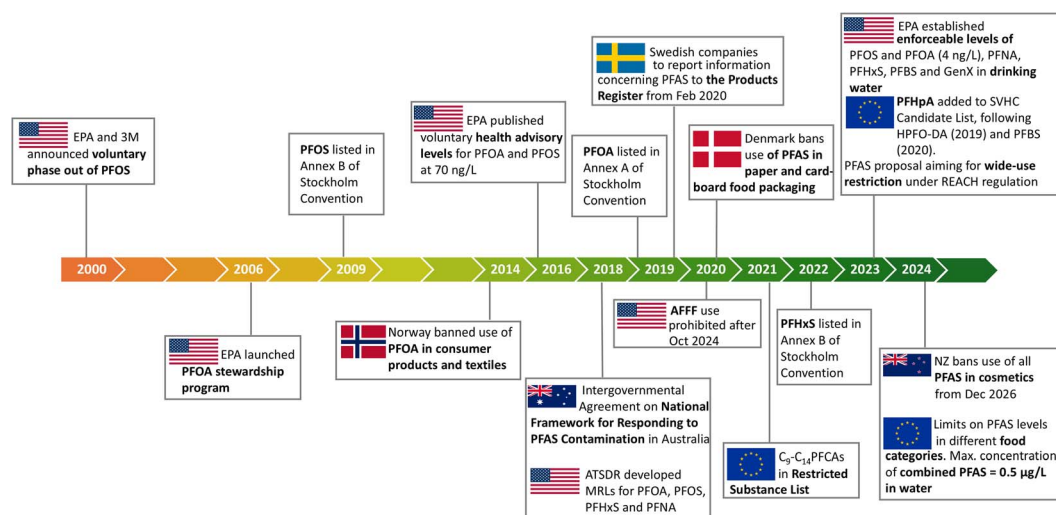 EPA and 3M
announced voluntary
phase out of PFOS
PFOS listed in
Annex B of
Stockholm
Convention
EPA published
voluntary health advisory
levels for PFOA and PFOS
at 70 ng/L
PFOA listed in
Annex A of
Stockholm
Convention
Swedish companies
to report information
concerning PFAS to the Products
Register from Feb 2020
Denmark bans
use of PFAS in
paper and card-
board food packaging
EPA established
enforceable levels of
PFOS and PFOA (4 ng/L), PFNA,
PFHxS, PFBS and GenX in drinking
water
PFHpA added to SVHC
Candidate List, following
HPFO-DA (2019) and PFBS
(2020).
PFAS proposal aiming for wide-use
restriction under REACH regulation
2000
2006
2009
2014
2016
2018
2019
2020
2021
2022
2023
2024
EPA launched
PFOA stewardship
program
Norway banned use of
PFOA in consumer
products and textiles
Intergovernmental
Agreement on National
Framework for Responding to
PFAS Contamination in Australia
ATSDR developed
MRLs for PFOA, PFOS,
PFHxS and PFNA
AFFF use
prohibited after
Oct 2024
C9-C14PFCAs
in Restricted
Substance List
PFHxS listed in
Annex B of
Stockholm
Convention
NZ bans use of all
PFAS in cosmetics
from Dec 2026
Limits on PFAS levels
in different food
categories. Max. concentration
of combined PFAS = 0.5 µg/L
in water